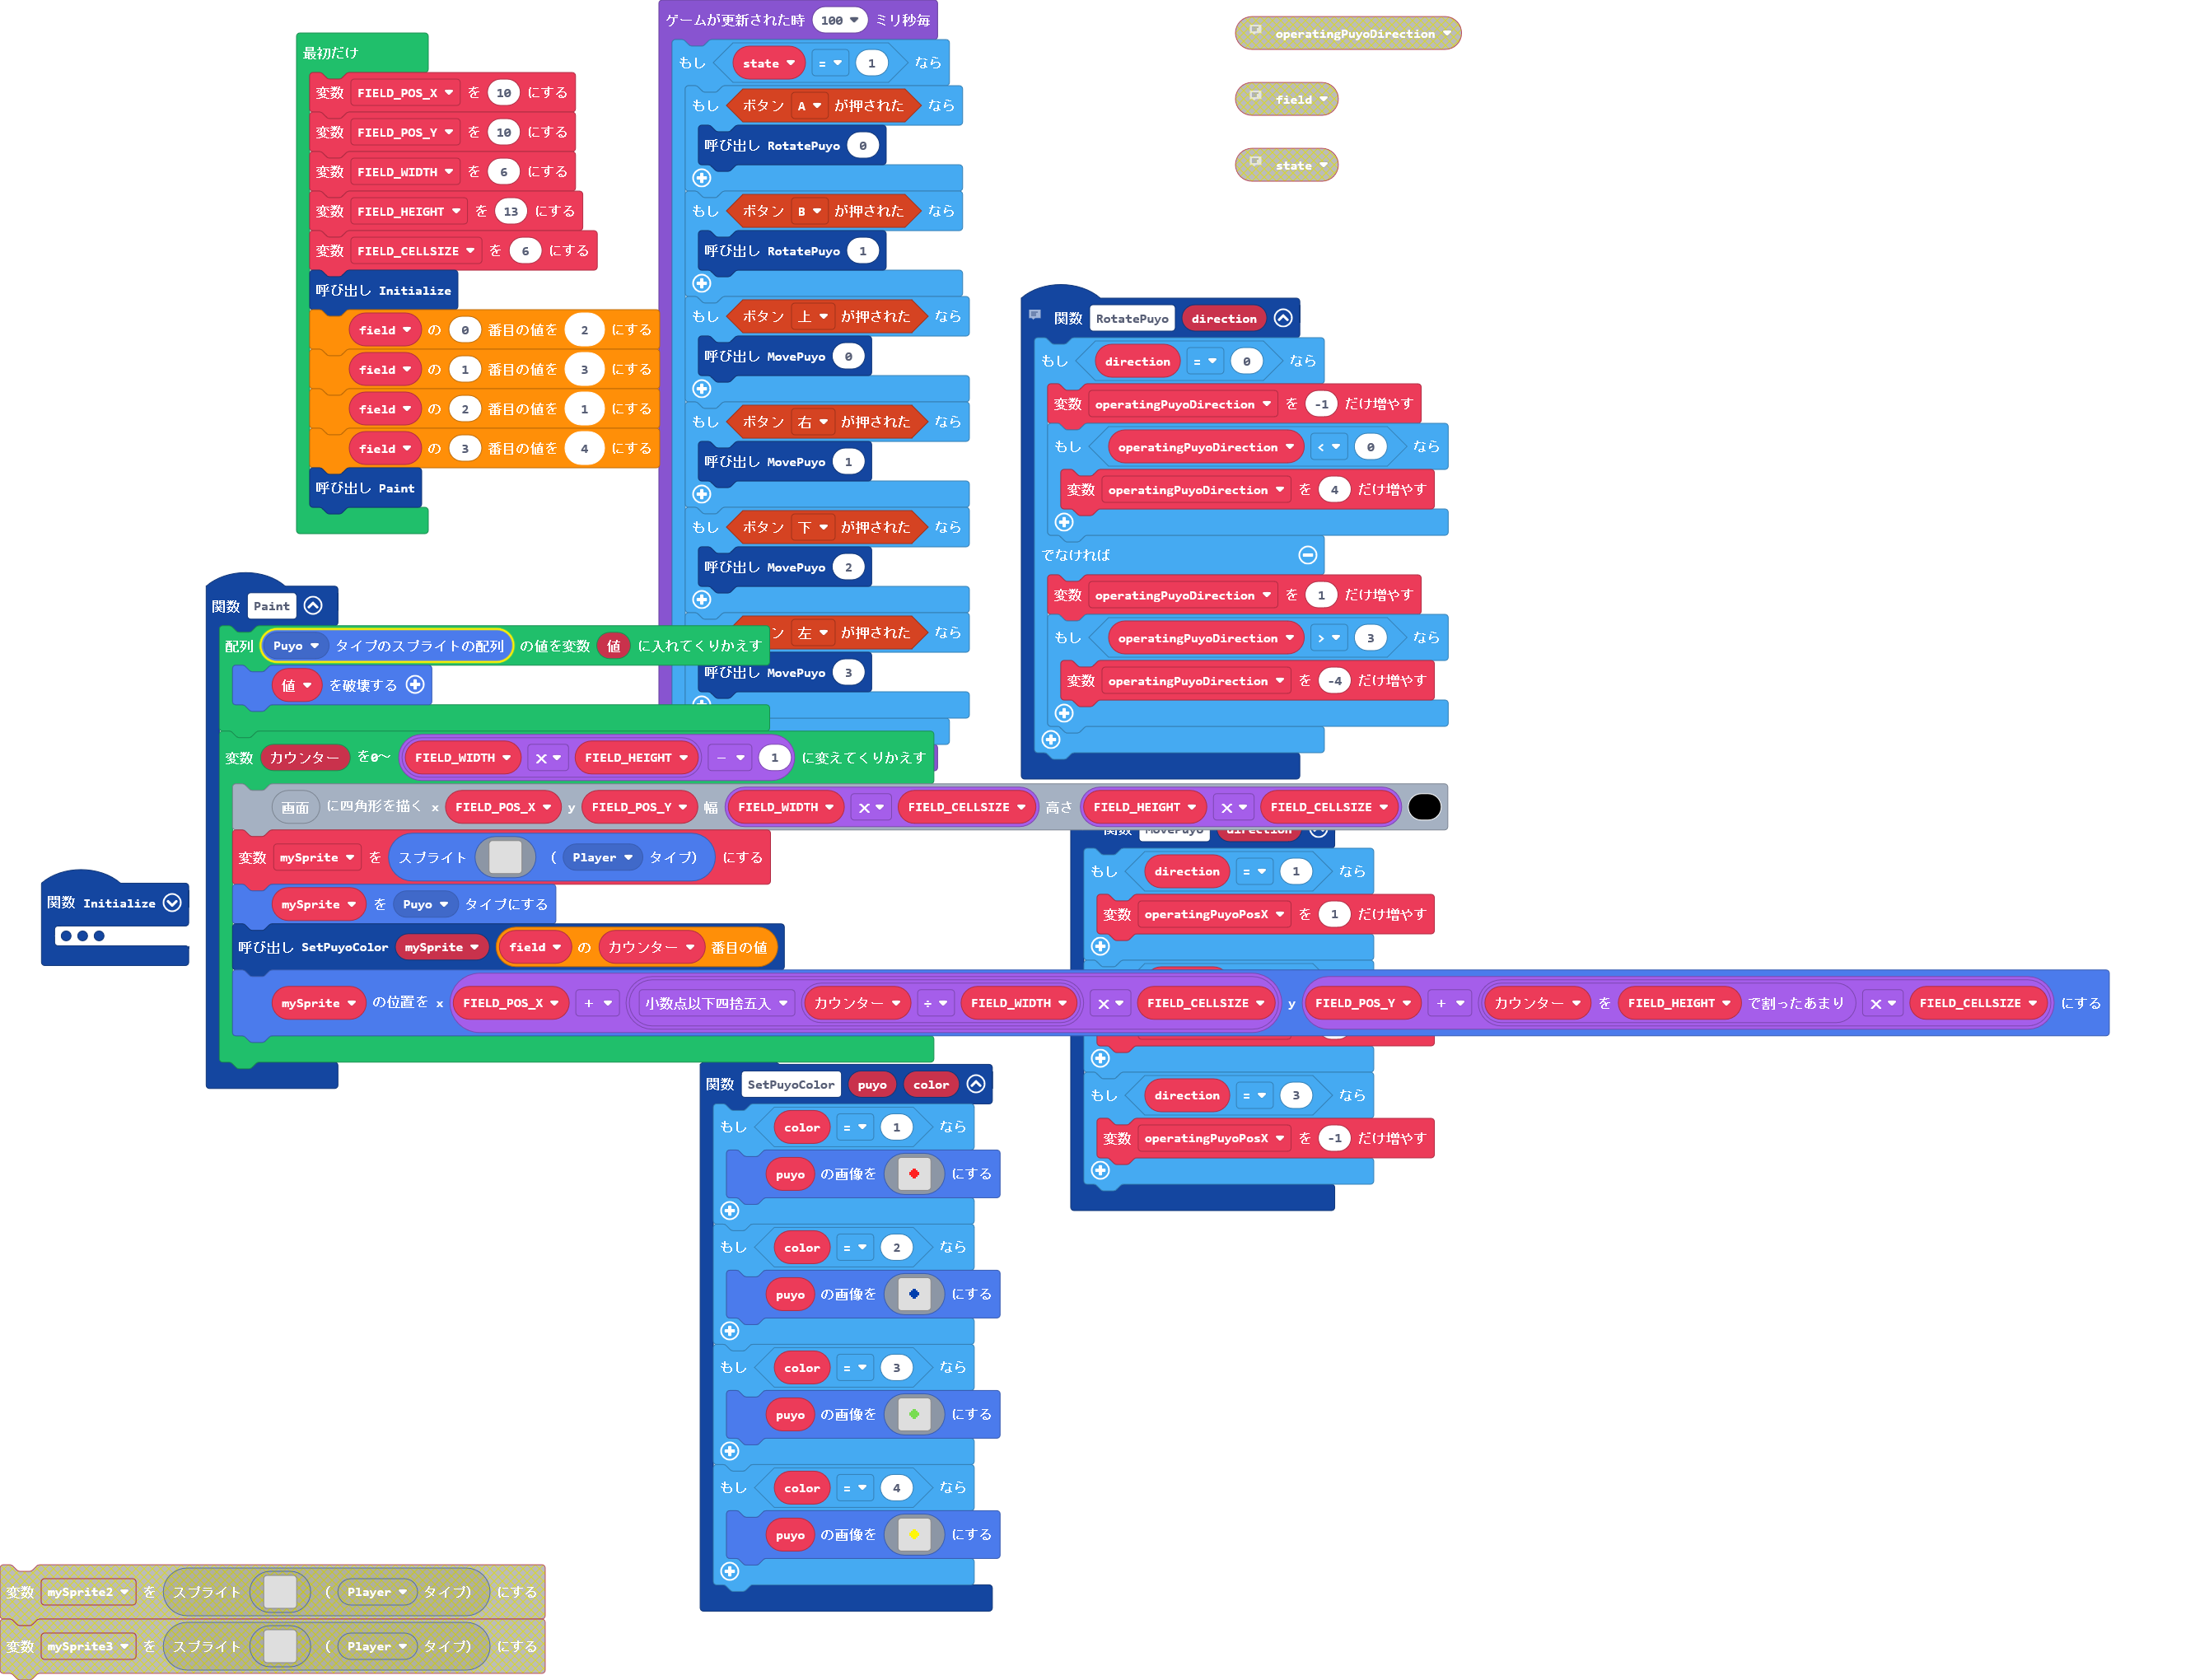 最初だけ
変数 FIELD_POS_X を 10 にする
変数 FIELD_POS_Y を 10 にする
変数 FIELD_WIDTH を 6 にする
変数 FIELD_HEIGHT を 13 にする
変数 FIELD_CELLSIZE を 6 にする
呼び出し Initialize
field の 0 番目の値を 2 にする
field の 1 番目の値を 3 にする
field の 2 番目の値を 1 にする
field の 3 番目の値を 4 にする
呼び出し Paint
ゲームが更新された時 100 ミリ秒毎
もし state = 1 なら
もし ボタン A が押された なら
呼び出し RotatePuyo 0
もし ボタン B が押された なら
呼び出し RotatePuyo 1
もし ボタン 上 が押された なら
呼び出し MovePuyo 0
もし ボタン 右 が押された なら
呼び出し MovePuyo 1
もし ボタン 下 が押された なら
呼び出し MovePuyo 2
ン 左 が押された なら
呼び出し MovePuyo 3
operatingPuyoDirection
field
state
関数 RotatePuyo direction
もし direction = 0 なら
変数 operatingPuyoDirection を -1 だけ増やす
もし operatingPuyoDirection < 0 なら
変数 operatingPuyoDirection を 4 だけ増やす
でなければ
変数 operatingPuyoDirection を 1 だけ増やす
もし operatingPuyoDirection > 3 なら
変数 operatingPuyoDirection を -4 だけ増やす
関数 Paint
配列 Puyo タイプのスプライトの配列 の値を変数 値 に入れてくりかえす
値 を破壊する
変数 カウンター を0〜 FIELD_WIDTH × FIELD_HEIGHT - 1 に変えてくりかえす
画面 に四角形を描く x FIELD_POS_X y FIELD_POS_Y 幅 FIELD_WIDTH × FIELD_CELLSIZE 高さ FIELD_HEIGHT × FIELD_CELLSIZE
変数 mySprite を スプライト ( Player タイプ) にする
mySprite を Puyo タイプにする
呼び出し SetPuyoColor mySprite field の カウンター 番目の値
mySprite の位置を x FIELD_POS_X + 小数点以下四捨五入 カウンター ÷ FIELD_WIDTH × FIELD_CELLSIZE y FIELD_POS_Y + カウンター を FIELD_HEIGHT で割ったあまり × FIELD_CELLSIZE にする
関数 Initialize
関数 MovePuyo direction
もし direction = 1 なら
変数 operatingPuyoPosX を 1 だけ増やす
もし direction = 3 なら
変数 operatingPuyoPosX を -1 だけ増やす
関数 SetPuyoColor puyo color
もし color = 1 なら
puyo の画像を にする
もし color = 2 なら
puyo の画像を にする
もし color = 3 なら
puyo の画像を にする
もし color = 4 なら
puyo の画像を にする
変数 mySprite2 を スプライト ( Player タイプ) にする
変数 mySprite3 を スプライト ( Player タイプ) にする